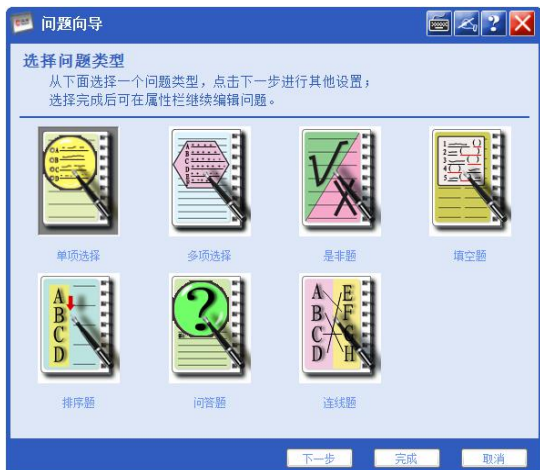 问题向导
选择问题类型
从下面选择一个问题类型，点击下一步进行其他设置；
选择完成后可在属性栏继续编辑问题。
单项选择
多项选择
是非题
填空题
A
B
C
D
A
B
C
D
E
F
G
H
排序题
问答题
连线题
下一步
完成
取消